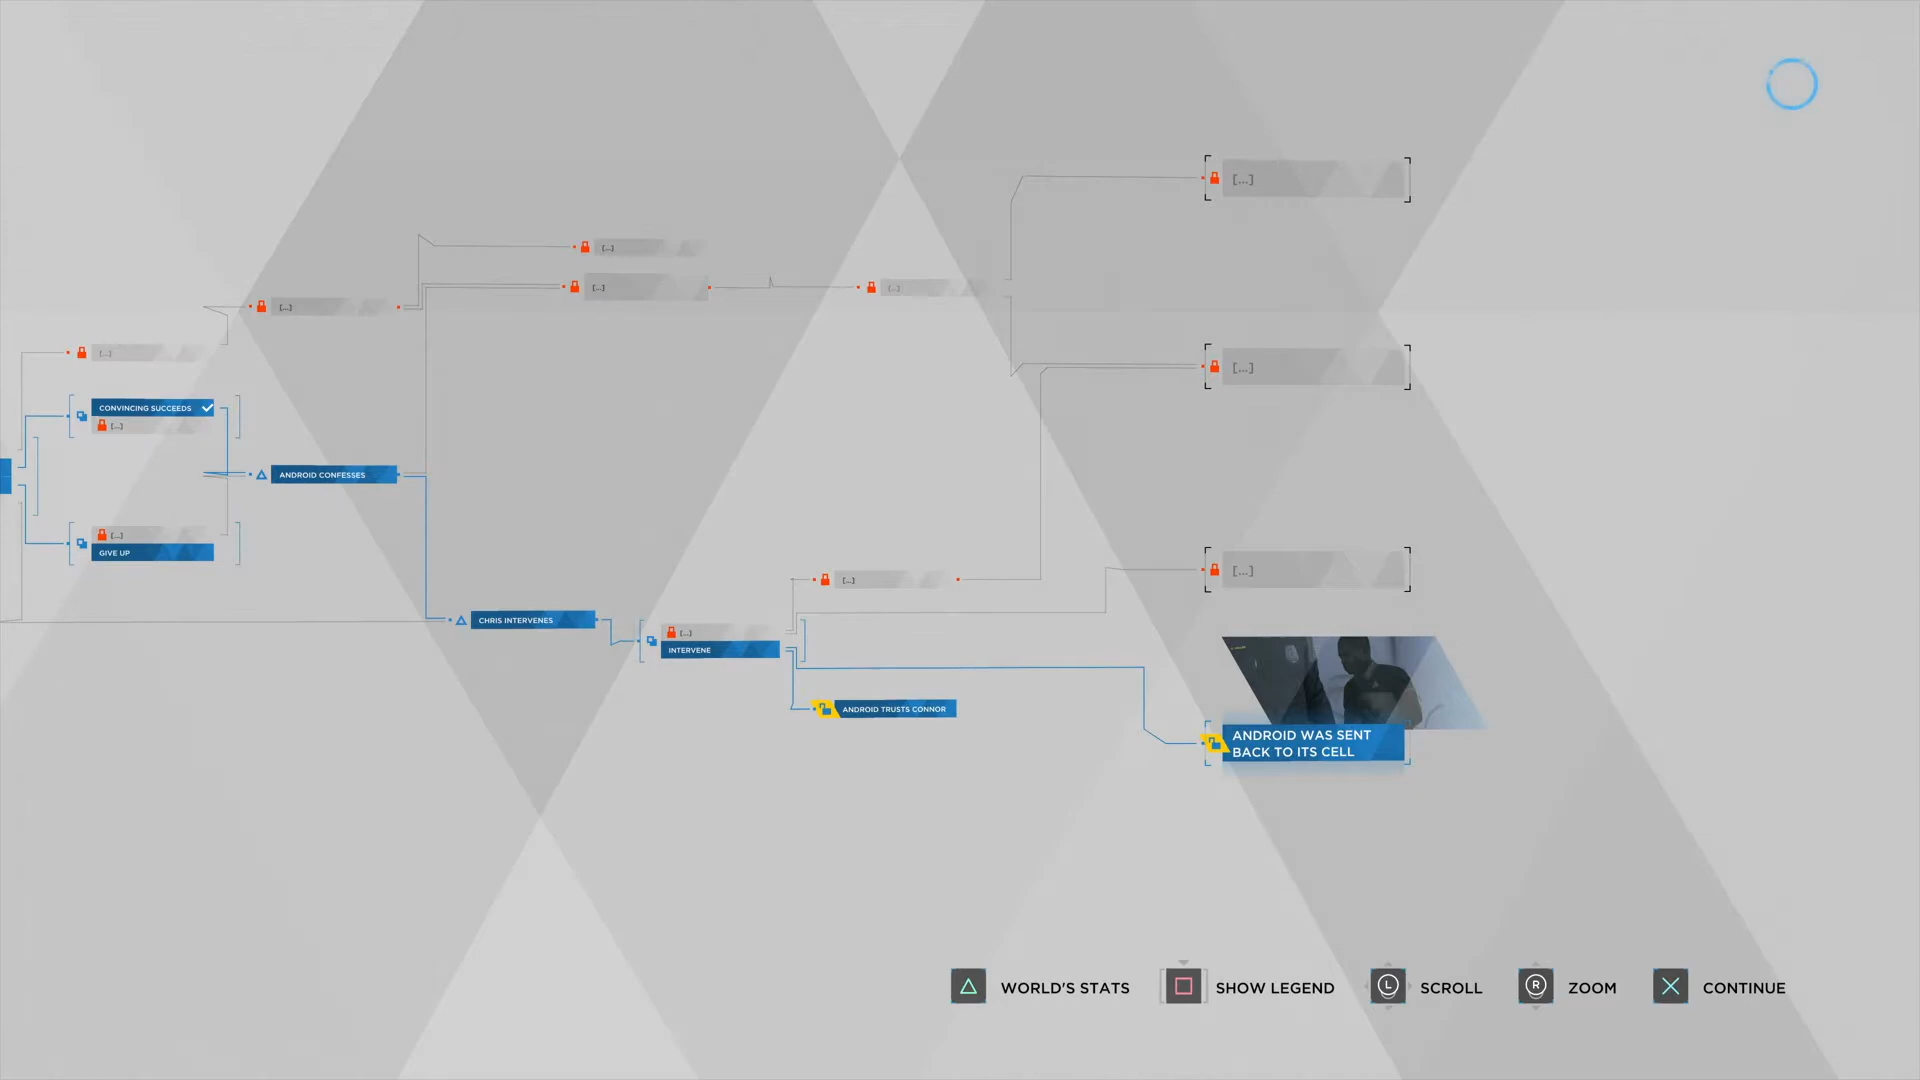 [...]
[...]
[...]
[...]
[...]
[...]
[...]
CONVINCING SUCCEEDS
[...]
ANDROID CONFESSES
[...]
GIVE UP
[...]
[...]
CHRIS INTERVENES
[...]
INTERVENE
ANDROID TRUSTS CONNOR
ANDROID WAS SENT
BACK TO ITS CELL
WORLD'S STATS
SHOW LEGEND
L
SCROLL
R
ZOOM
CONTINUE